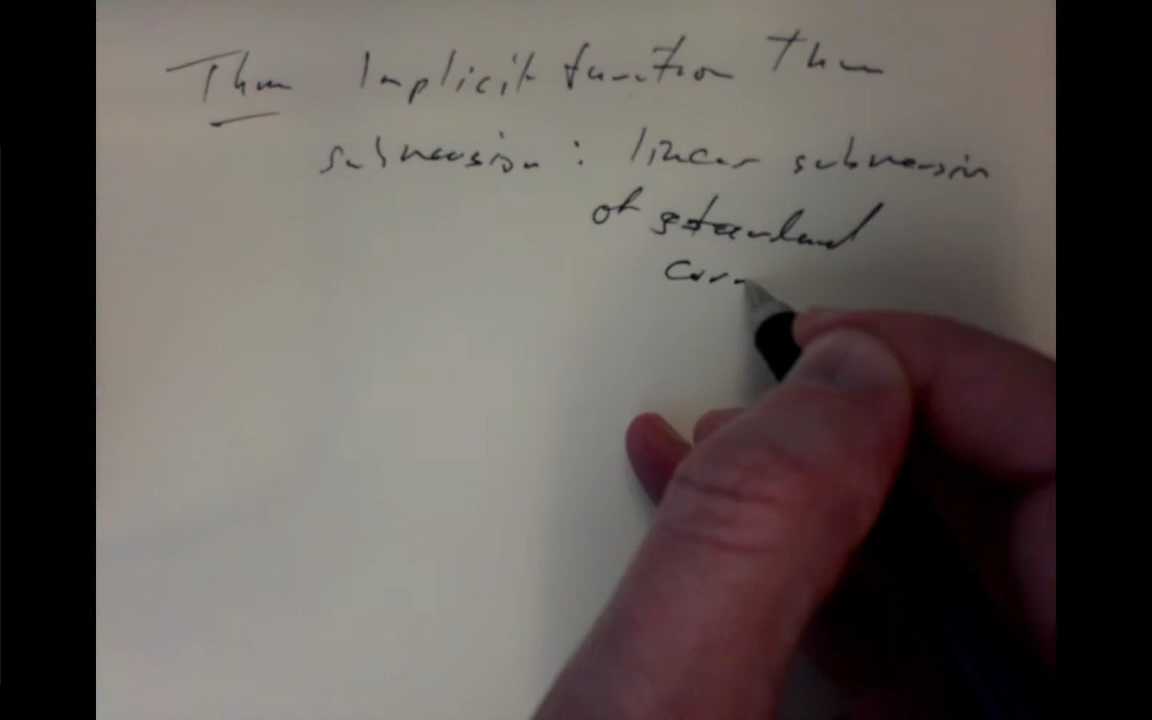 Thm Implicit function Thm
submersion : linear submersion
of standard